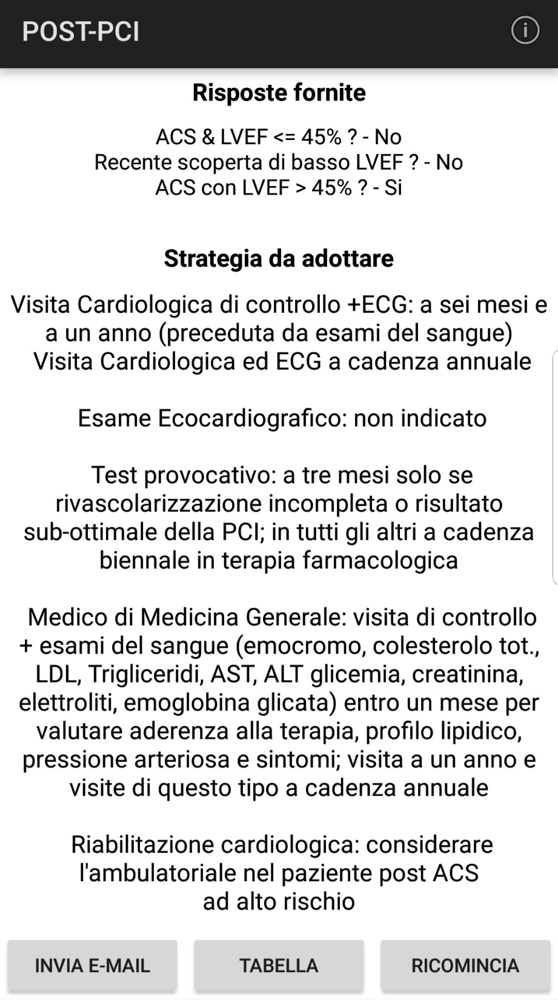 POST-PCI
Risposte fornite
ACS & LVEF <= 45% ? - No
Recente scoperta di basso LVEF ? - No
ACS con LVEF > 45% ? - Si
Strategia da adottare
Visita Cardiologica di controllo +ECG: a sei mesi e
a un anno (preceduta da esami del sangue)
Visita Cardiologica ed ECG a cadenza annuale
Esame Ecocardiografico: non indicato
Test provocativo: a tre mesi solo se
rivascolarizzazione incompleta o risultato
sub-ottimale della PCI; in tutti gli altri a cadenza
biennale in terapia farmacologica
Medico di Medicina Generale: visita di controllo
+ esami del sangue (emocromo, colesterolo tot.,
LDL, Trigliceridi, AST, ALT glicemia, creatinina,
elettroliti, emoglobina glicata) entro un mese per
valutare aderenza alla terapia, profilo lipidico,
pressione arteriosa e sintomi; visita a un anno e
visite di questo tipo a cadenza annuale
Riabilitazione cardiologica: considerare
l'ambulatoriale nel paziente post ACS
ad alto rischio
INVIA E-MAIL
TABELLA
RICOMINCIA